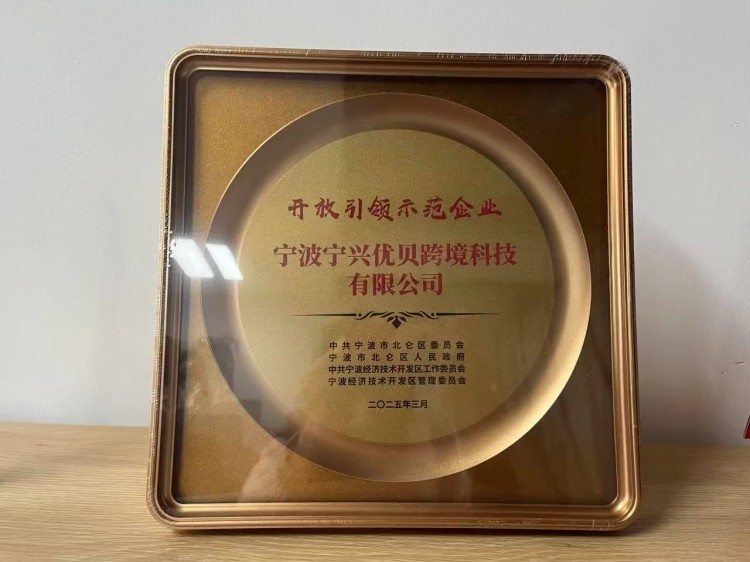 开放引领示范企业
宁波宁兴优贝跨境科技
有限公司
中共宁波市北仑区委员会
宁波市北仑区人民政府
中共宁波经济技术开发区工作委员会
宁波经济技术开发区管理委员会
二〇二五年三月